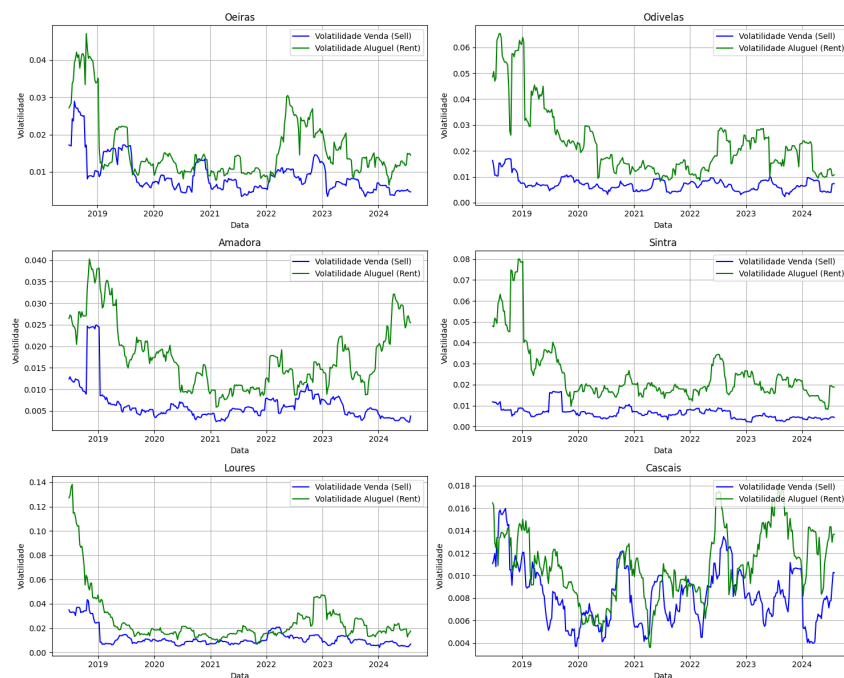 Oeiras
Volatilidade
0.04
0.03
0.02
0.01
Volatilidade Venda (Sell)
Volatilidade Aluguel (Rent)
2019 2020 2021 2022 2023 2024
Data
Odivelas
Volatilidade
0.06
0.05
0.04
0.03
0.02
0.01
0.00
Volatilidade Venda (Sell)
Volatilidade Aluguel (Rent)
2019 2020 2021 2022 2023 2024
Data
Amadora
Volatilidade
0.040
0.035
0.030
0.025
0.020
0.015
0.010
0.005
Volatilidade Venda (Sell)
Volatilidade Aluguel (Rent)
2019 2020 2021 2022 2023 2024
Data
Sintra
Volatilidade
0.08
0.07
0.06
0.05
0.04
0.03
0.02
0.01
0.00
Volatilidade Venda (Sell)
Volatilidade Aluguel (Rent)
2019 2020 2021 2022 2023 2024
Data
Loures
Volatilidade
0.14
0.12
0.10
0.08
0.06
0.04
0.02
0.00
Volatilidade Venda (Sell)
Volatilidade Aluguel (Rent)
2019 2020 2021 2022 2023 2024
Data
Cascais
Volatilidade
0.018
0.016
0.014
0.012
0.010
0.008
0.006
0.004
Volatilidade Venda (Sell)
Volatilidade Aluguel (Rent)
2019 2020 2021 2022 2023 2024
Data